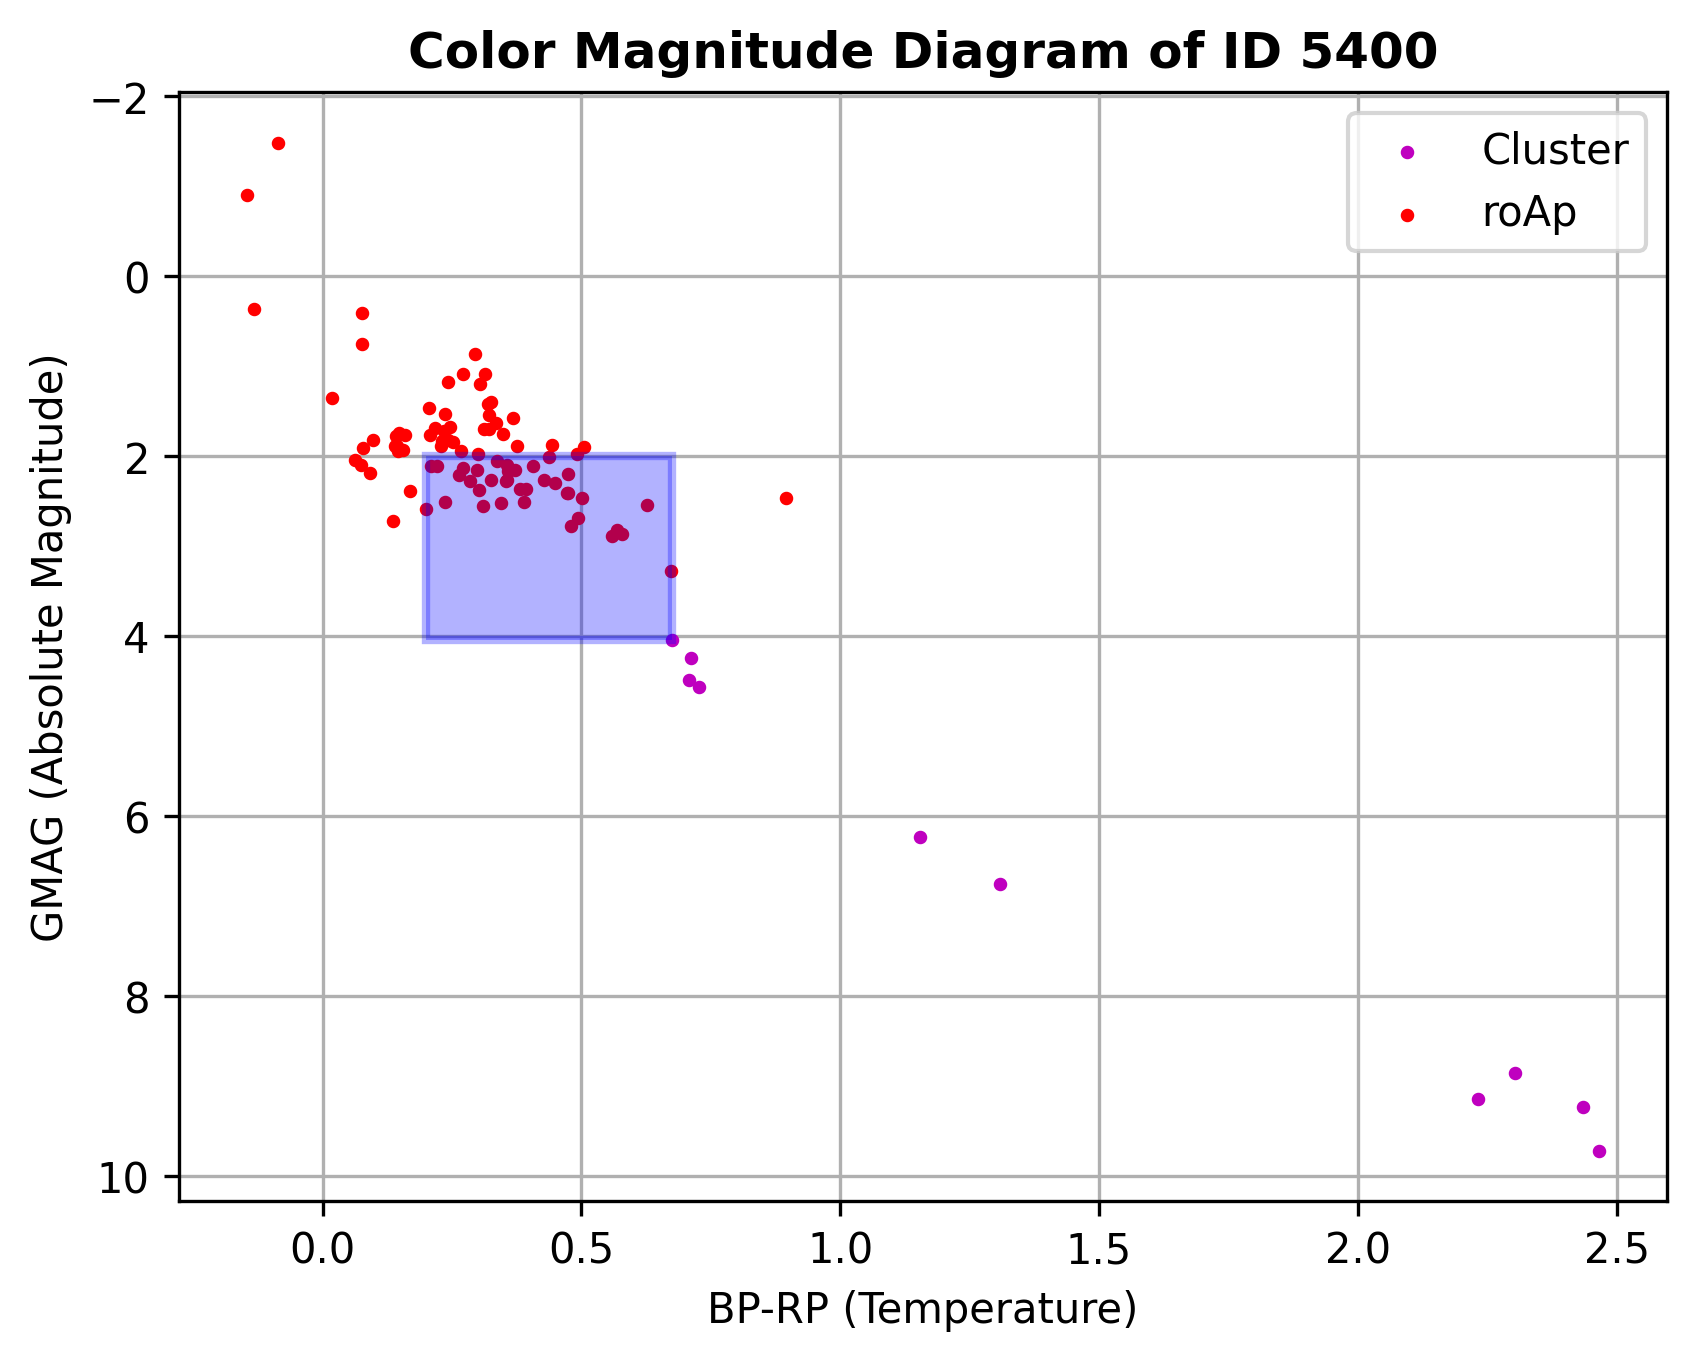 Color Magnitude Diagram of ID 5400
−2
0
2
4
6
8
10
GMAG (Absolute Magnitude)
Cluster
roAp
0.0 0.5 1.0 1.5 2.0 2.5
BP-RP (Temperature)